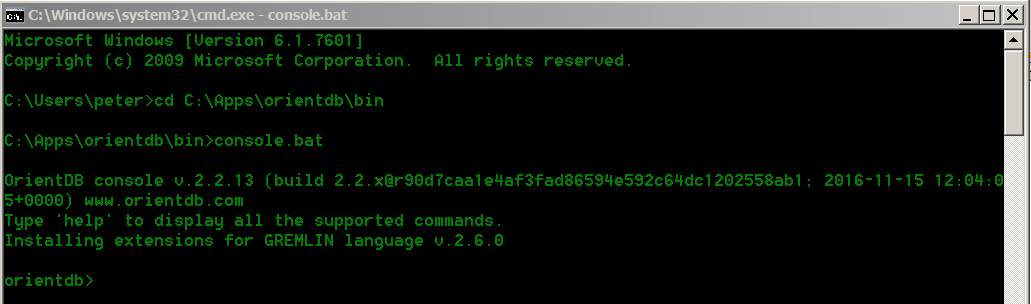 C:\Windows\system32\cmd.exe - console.bat
Microsoft Windows [Version 6.1.7601]
Copyright (c) 2009 Microsoft Corporation.  All rights reserved.
C:\Users\peter>cd C:\Apps\orientdb\bin
C:\Apps\orientdb\bin>console.bat
OrientDB console v.2.2.13 (build 2.2.x@r90d7caa1e4af3fad86594e592c64dc1202558ab1; 2016-11-15 12:04:0
5+0000) www.orientdb.com
Type 'help' to display all the supported commands.
Installing extensions for GREMLIN language v.2.6.0
orientdb>